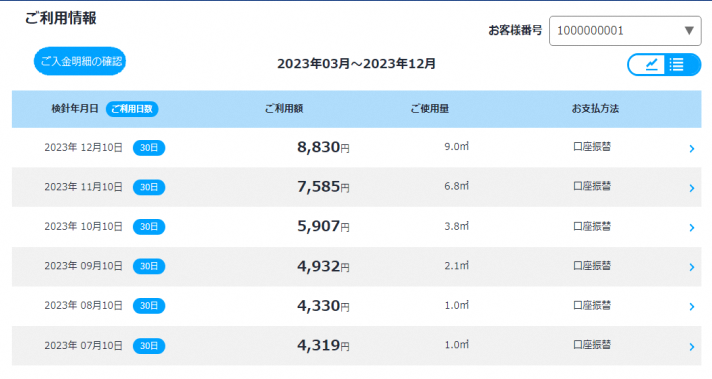 ご利用情報
お客様番号 1000000001
ご入金明細の確認
2023年03月～2023年12月
検針年月日 ご利用日数 ご利用額 ご使用量 お支払方法
2023年 12月10日 30日 8,830円 9.0㎥ 口座振替
2023年 11月10日 30日 7,585円 6.8㎥ 口座振替
2023年 10月10日 30日 5,907円 3.8㎥ 口座振替
2023年 09月10日 30日 4,932円 2.1㎥ 口座振替
2023年 08月10日 30日 4,330円 1.0㎥ 口座振替
2023年 07月10日 30日 4,319円 1.0㎥ 口座振替